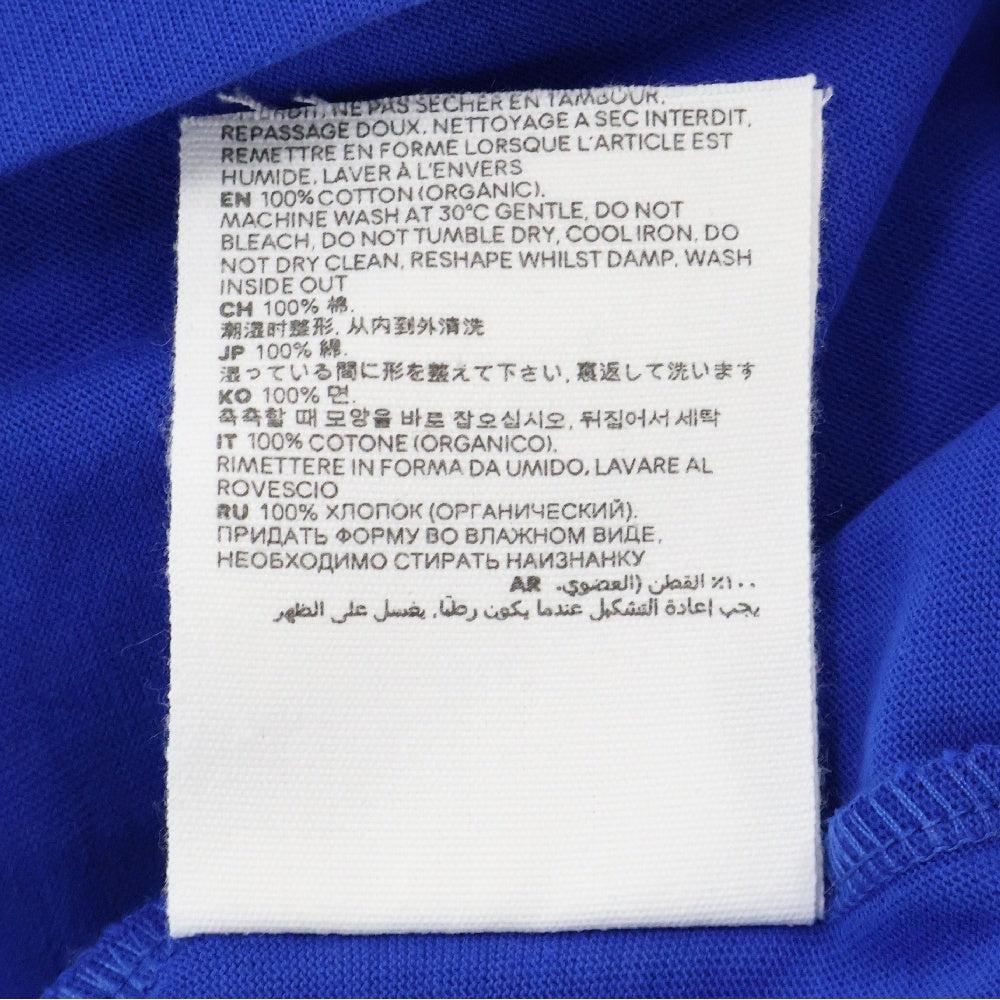 NE PAS SÉCHER EN TAMBOUR.
REPASSAGE DOUX. NETTOYAGE A SEC INTERDIT,
REMETTRE EN FORME LORSQUE L'ARTICLE EST
HUMIDE, LAVER À L'ENVERS
EN 100% COTTON (ORGANIC).
MACHINE WASH AT 30°C GENTLE, DO NOT
BLEACH, DO NOT TUMBLE DRY, COOL IRON, DO
NOT DRY CLEAN, RESHAPE WHILST DAMP, WASH
INSIDE OUT
CH 100% 棉.
潮湿时整形, 从内到外清洗
JP 100% 綿.
湿っている間に形を整えて下さい, 裏返して洗います
KO 100% 면.
촉촉할 때 모양을 바로 잡으십시오, 뒤집어서 세탁
IT 100% COTONE (ORGANICO).
RIMETTERE IN FORMA DA UMIDO, LAVARE AL
ROVESCIO
RU 100% ХЛОПОК (ОРГАНИЧЕСКИЙ).
ПРИДАТЬ ФОРМУ ВО ВЛАЖНОМ ВИДЕ,
НЕОБХОДИМО СТИРАТЬ НАИЗНАНКУ
١٠٠٪ القطن (العضوي. AR
يجب إعادة التشكيل عندما يكون رطبًا, يغسل على الظهر